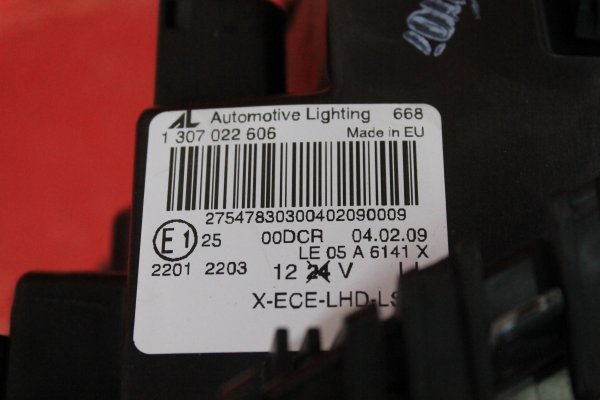 AL Automotive Lighting 668
1 307 022 606 Made in EU
27547830300402090009
E1 25 00DCR 04.02.09
LE 05 A 6141 X
2201 2203 12 24 V
X-ECE-LHD-LS